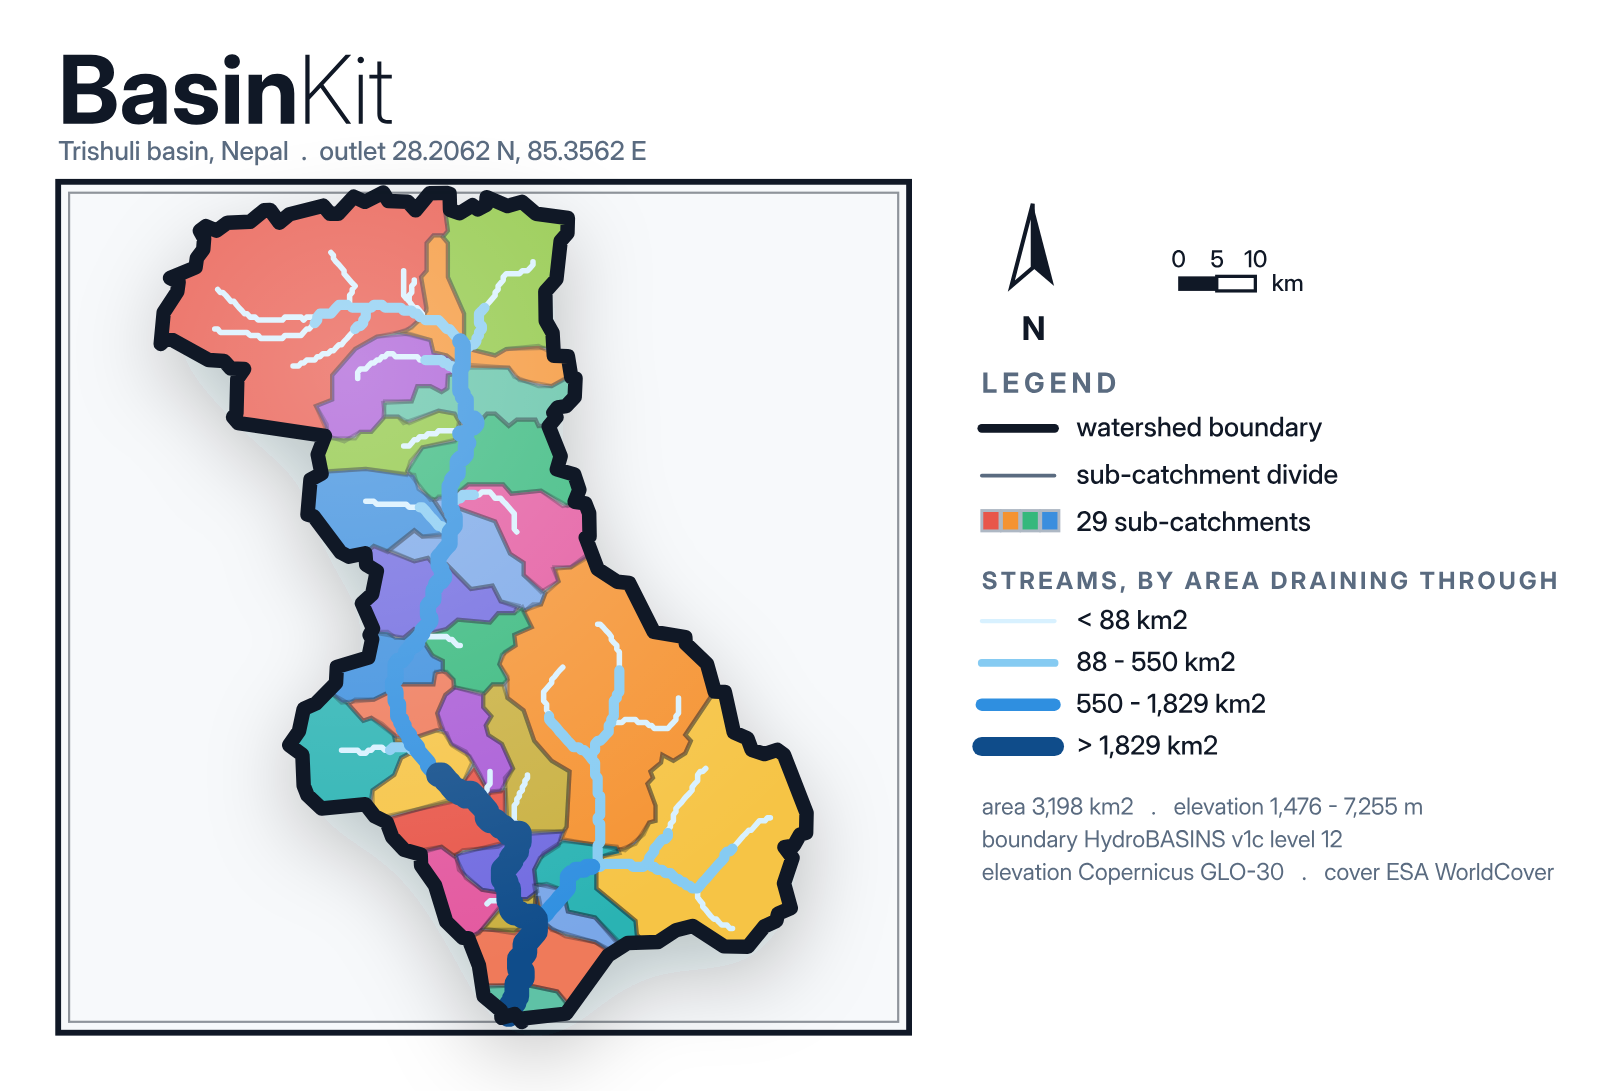 BasinKit
Trishuli basin, Nepal . outlet 28.2062 N, 85.3562 E
0 5 10
km
N
LEGEND
watershed boundary
sub-catchment divide
29 sub-catchments
STREAMS, BY AREA DRAINING THROUGH
< 88 km2
88 - 550 km2
550 - 1,829 km2
> 1,829 km2
area 3,198 km2 . elevation 1,476 - 7,255 m
boundary HydroBASINS v1c level 12
elevation Copernicus GLO-30 . cover ESA WorldCover